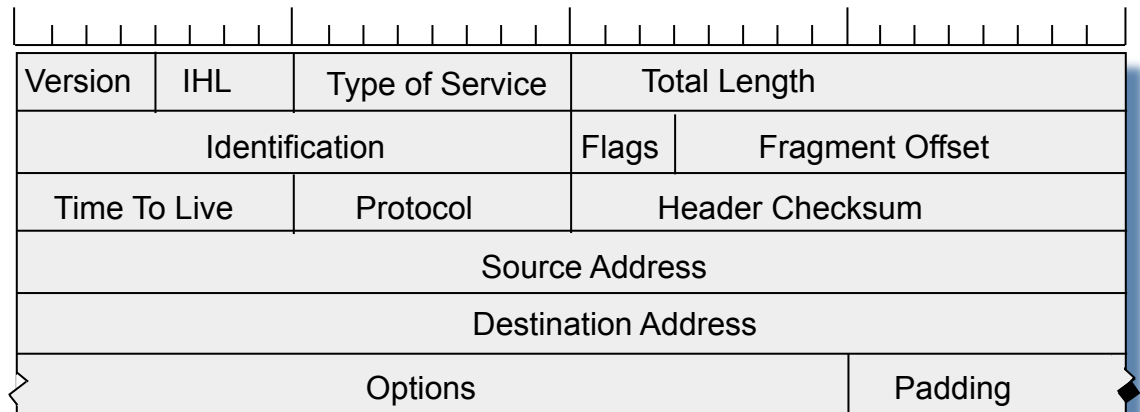 Version IHL Type of Service Total Length
Identification Flags Fragment Offset
Time To Live Protocol Header Checksum
Source Address
Destination Address
Options Padding